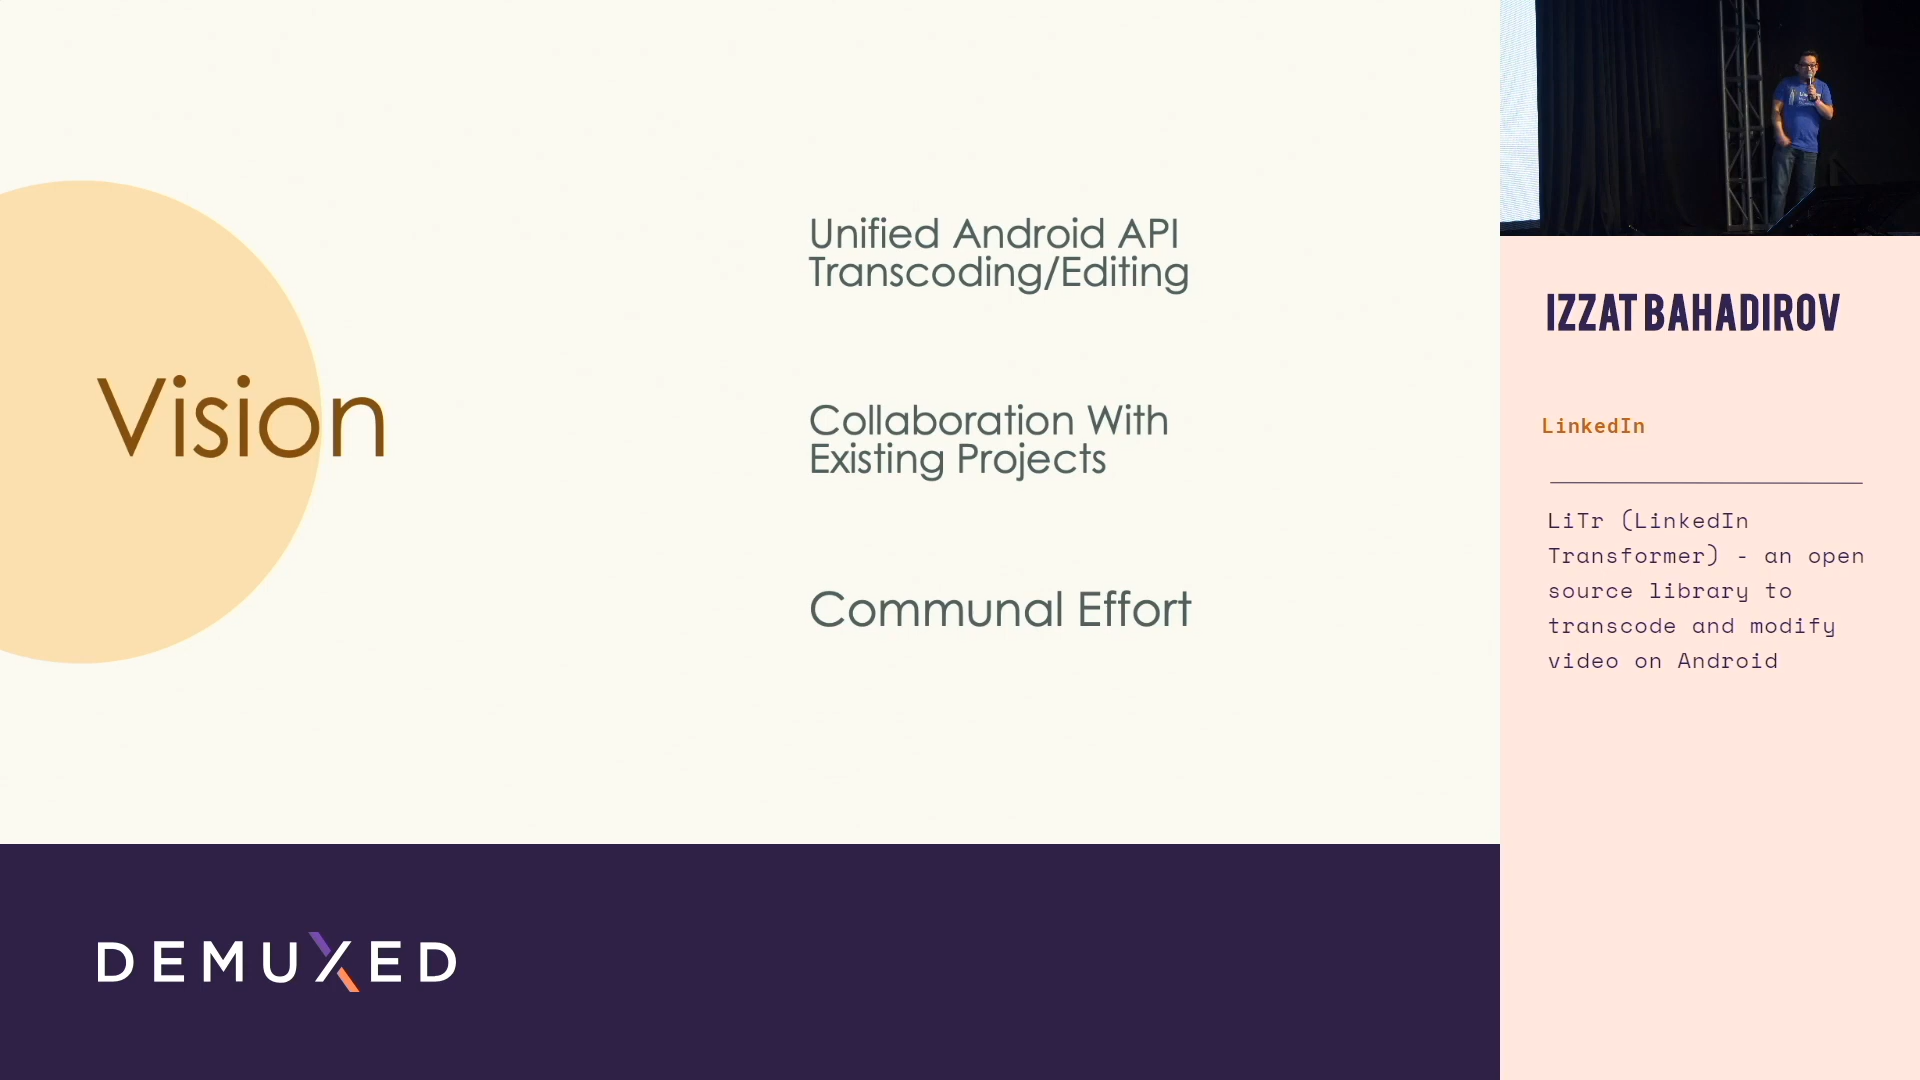 Vision
Unified Android API
Transcoding/Editing
Collaboration With
Existing Projects
Communal Effort
DEMUXED
IZZAT BAHADIROV
LinkedIn
LiTr (LinkedIn
Transformer) - an open
source library to
transcode and modify
video on Android